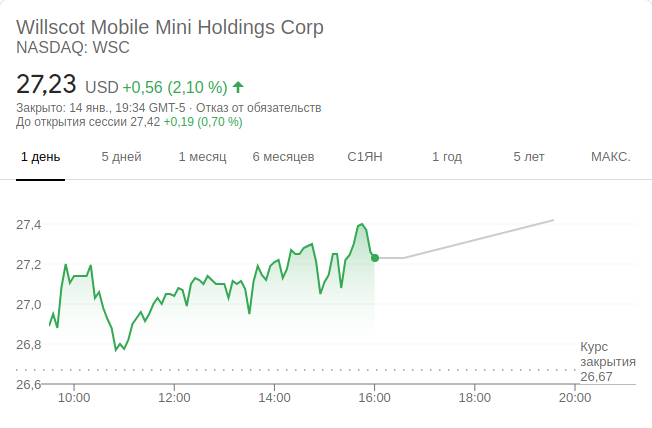 Willscot Mobile Mini Holdings Corp
NASDAQ: WSC
27,23 USD +0,56 (2,10 %)
Закрыто: 14 янв., 19:34 GMT-5 · Отказ от обязательств
До открытия сессии 27,42 +0,19 (0,70 %)
1 день 5 дней 1 месяц 6 месяцев С1ЯН 1 год 5 лет МАКС.
27,4
27,2
27,0
26,8
26,6
Курс
закрытия
26,67
10:00 12:00 14:00 16:00 18:00 20:00